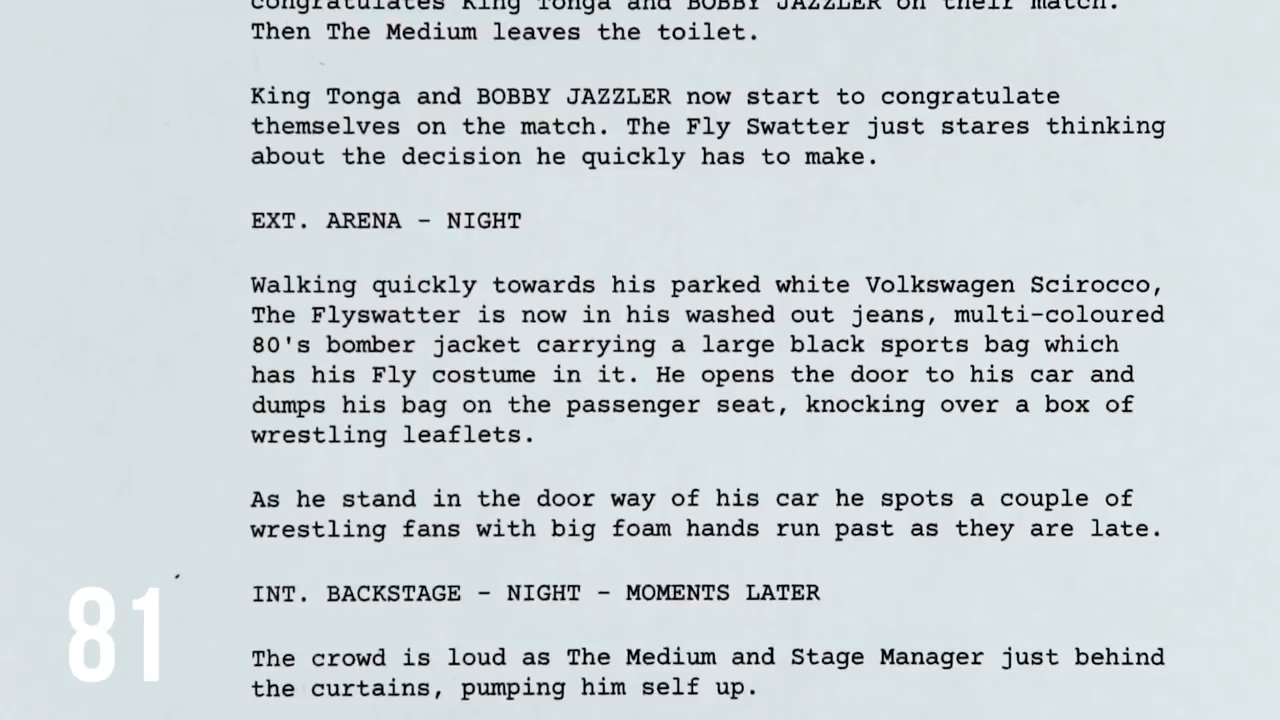 congratulates King Tonga and BOBBY JAZZLER on their match.
Then The Medium leaves the toilet.
King Tonga and BOBBY JAZZLER now start to congratulate
themselves on the match. The Fly Swatter just stares thinking
about the decision he quickly has to make.
EXT. ARENA - NIGHT
Walking quickly towards his parked white Volkswagen Scirocco,
The Flyswatter is now in his washed out jeans, multi-coloured
80's bomber jacket carrying a large black sports bag which
has his Fly costume in it. He opens the door to his car and
dumps his bag on the passenger seat, knocking over a box of
wrestling leaflets.
As he stand in the door way of his car he spots a couple of
wrestling fans with big foam hands run past as they are late.
INT. BACKSTAGE - NIGHT - MOMENTS LATER
The crowd is loud as The Medium and Stage Manager just behind
the curtains, pumping him self up.
81